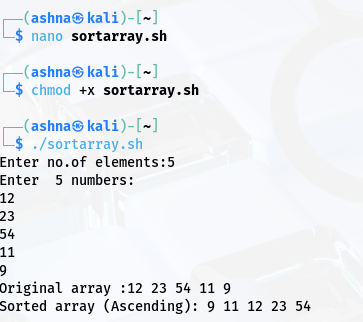 ┌──(ashna㉿kali)-[~]
└─$ nano sortarray.sh
┌──(ashna㉿kali)-[~]
└─$ chmod +x sortarray.sh
┌──(ashna㉿kali)-[~]
└─$ ./sortarray.sh
Enter no.of elements:5
Enter  5 numbers:
12
23
54
11
9
Original array :12 23 54 11 9
Sorted array (Ascending): 9 11 12 23 54